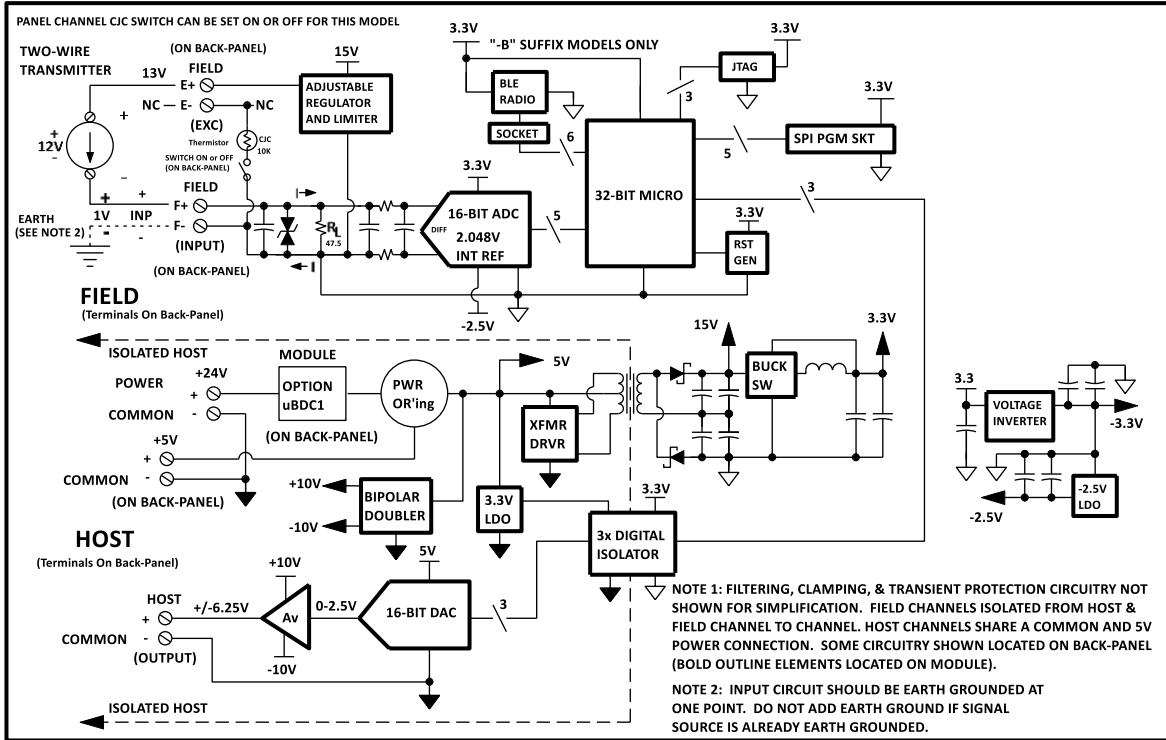 PANEL CHANNEL CJC SWITCH CAN BE SET ON OR OFF FOR THIS MODEL
TWO-WIRE
TRANSMITTER
(ON BACK-PANEL)
FIELD
13V
E+
NC
E-
NC
(EXC)
15V
ADJUSTABLE
REGULATOR
AND LIMITER
Thermistor
CJC
10K
SWITCH ON or OFF
(ON BACK-PANEL)
+
+
12V
−
−
FIELD
F+
+
1V
-
+
INP
-
F-
(INPUT)
(ON BACK-PANEL)
EARTH
(SEE NOTE 2)
I
RL
47.5
I
3.3V
16-BIT ADC
DIFF
2.048V
INT REF
-2.5V
5
3.3V
"-B" SUFFIX MODELS ONLY
BLE
RADIO
SOCKET
6
32-BIT MICRO
3
JTAG
3.3V
3.3V
5
SPI PGM SKT
3
3.3V
RST
GEN
FIELD
(Terminals On Back-Panel)
ISOLATED HOST
POWER
+24V
+
COMMON
-
MODULE
OPTION
uBDC1
(ON BACK-PANEL)
PWR
OR'ing
5V
+5V
+
COMMON
-
(ON BACK-PANEL)
XFMR
DRVR
15V
BUCK
SW
3.3V
3.3
VOLTAGE
INVERTER
-3.3V
-2.5V
-2.5V
LDO
+10V
-10V
BIPOLAR
DOUBLER
3.3V
LDO
3.3V
3x DIGITAL
ISOLATOR
HOST
(Terminals On Back-Panel)
HOST
+
COMMON
-
(OUTPUT)
+/-6.25V
+10V
Av
-10V
0-2.5V
5V
16-BIT DAC
3
ISOLATED HOST
NOTE 1: FILTERING, CLAMPING, & TRANSIENT PROTECTION CIRCUITRY NOT
SHOWN FOR SIMPLIFICATION. FIELD CHANNELS ISOLATED FROM HOST &
FIELD CHANNEL TO CHANNEL. HOST CHANNELS SHARE A COMMON AND 5V
POWER CONNECTION. SOME CIRCUITRY SHOWN LOCATED ON BACK-PANEL
(BOLD OUTLINE ELEMENTS LOCATED ON MODULE).
NOTE 2: INPUT CIRCUIT SHOULD BE EARTH GROUNDED AT
ONE POINT. DO NOT ADD EARTH GROUND IF SIGNAL
SOURCE IS ALREADY EARTH GROUNDED.